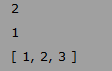 2
1
[ 1, 2, 3 ]